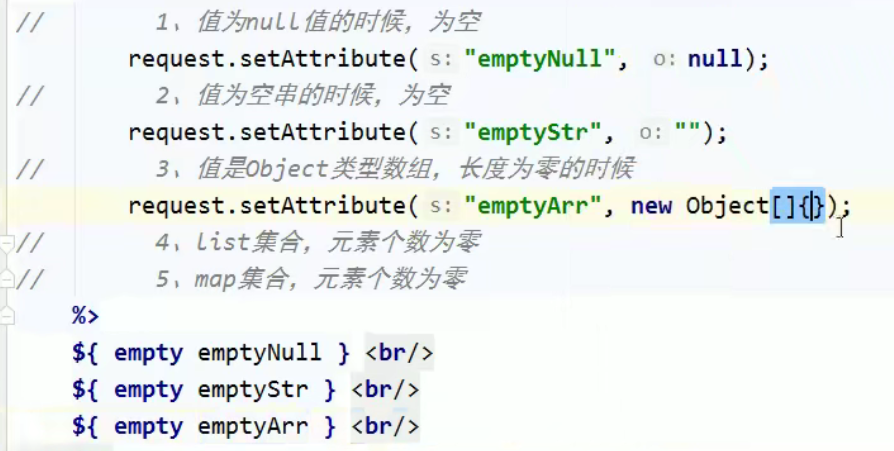 //        1、值为null值的时候，为空
request.setAttribute( s: "emptyNull", o: null);
//        2、值为空串的时候，为空
request.setAttribute( s: "emptyStr", o: "");
//        3、值是Object类型数组，长度为零的时候
request.setAttribute( s: "emptyArr", new Object[]{});
//        4、list集合，元素个数为零
//        5、map集合，元素个数为零
%>
${ empty emptyNull } <br/>
${ empty emptyStr } <br/>
${ empty emptyArr } <br/>